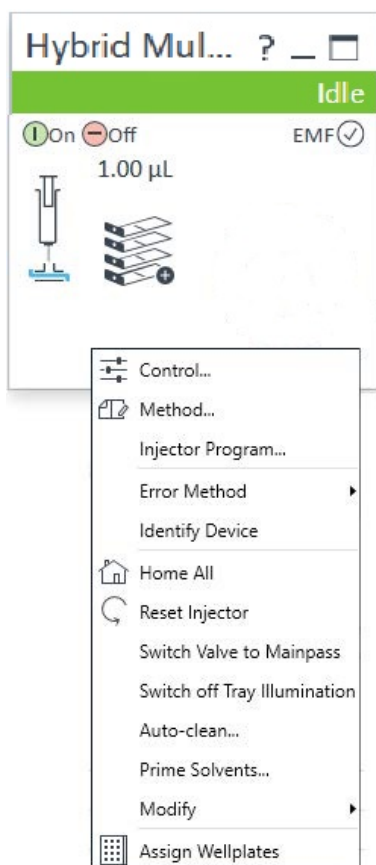 Hybrid Mul... ? _
Idle
On Off EMF
1.00 µL
Control...
Method...
Injector Program...
Error Method
Identify Device
Home All
Reset Injector
Switch Valve to Mainpass
Switch off Tray Illumination
Auto-clean...
Prime Solvents...
Modify
Assign Wellplates